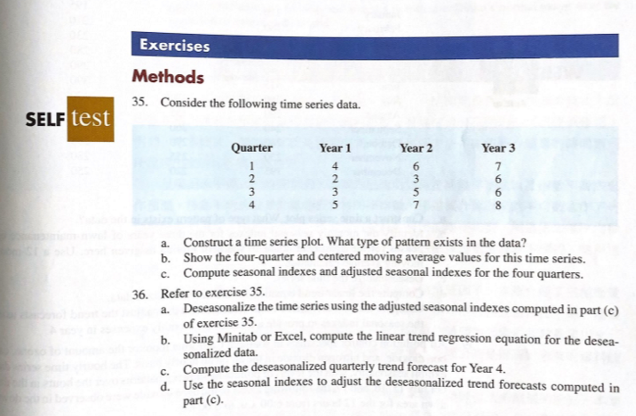 Exercises
Methods
SELF test
35. Consider the following time series data.
Quarter Year 1 Year 2 Year 3
1 4 6 7
2 2 3 6
3 3 5 6
4 5 7 8
a. Construct a time series plot. What type of pattern exists in the data?
b. Show the four-quarter and centered moving average values for this time series.
c. Compute seasonal indexes and adjusted seasonal indexes for the four quarters.
36. Refer to exercise 35.
a. Deseasonalize the time series using the adjusted seasonal indexes computed in part (c)
of exercise 35.
b. Using Minitab or Excel, compute the linear trend regression equation for the desea-
sonalized data.
c. Compute the deseasonalized quarterly trend forecast for Year 4.
d. Use the seasonal indexes to adjust the deseasonalized trend forecasts computed in
part (c).